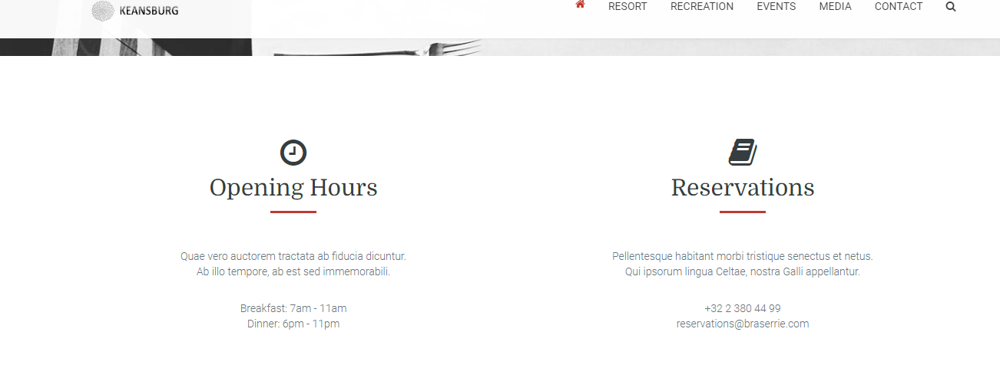 KEANSBURG
RESORT RECREATION EVENTS MEDIA CONTACT
Opening Hours
Quae vero auctorem tractata ab fiducia dicuntur.
Ab illo tempore, ab est sed immemorabili.
Breakfast: 7am - 11am
Dinner: 6pm - 11pm
Reservations
Pellentesque habitant morbi tristique senectus et netus.
Qui ipsorum lingua Celtae, nostra Galli appellantur.
+32 2 380 44 99
reservations@braserrie.com